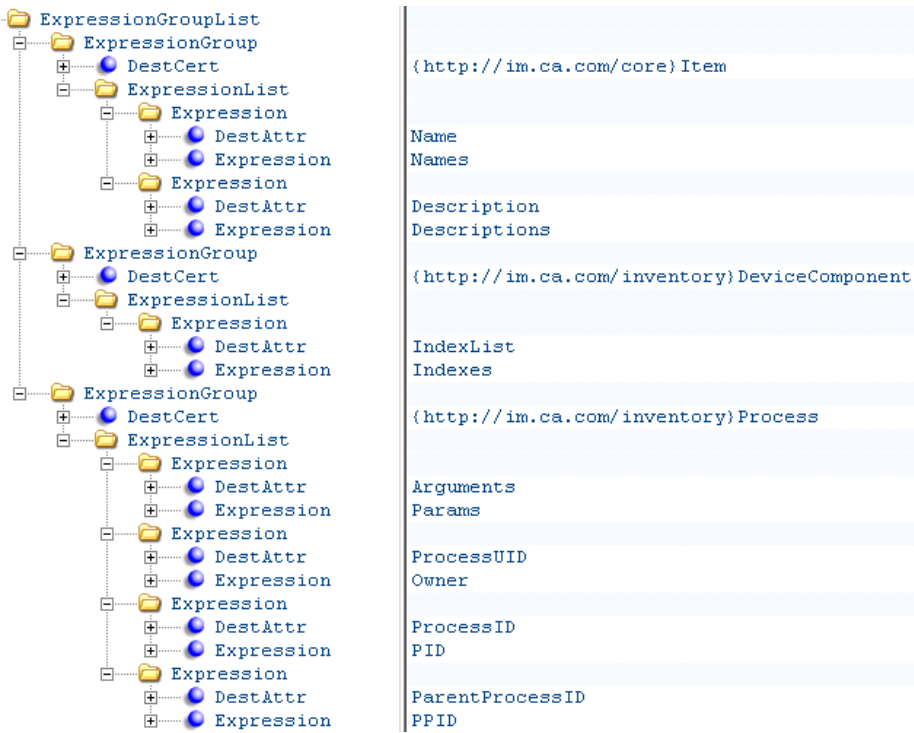 ExpressionGroupList
ExpressionGroup
DestCert {http://im.ca.com/core}Item
ExpressionList
Expression
DestAttr Name
Expression Names
Expression
DestAttr Description
Expression Descriptions
ExpressionGroup
DestCert {http://im.ca.com/inventory}DeviceComponent
ExpressionList
Expression
DestAttr IndexList
Expression Indexes
ExpressionGroup
DestCert {http://im.ca.com/inventory}Process
ExpressionList
Expression
DestAttr Arguments
Expression Params
Expression
DestAttr ProcessUID
Expression Owner
Expression
DestAttr ProcessID
Expression PID
Expression
DestAttr ParentProcessID
Expression PPID